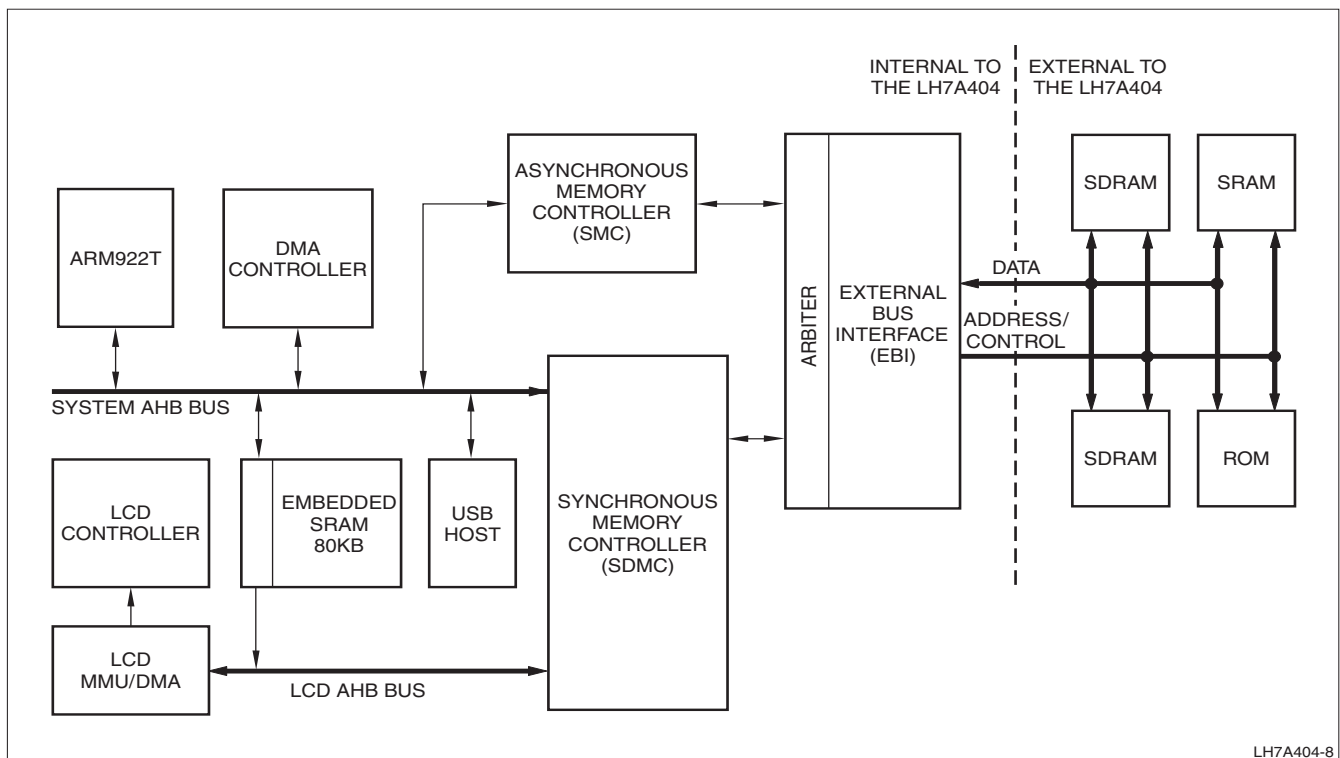 INTERNAL TO
THE LH7A404
EXTERNAL TO
THE LH7A404
ASYNCHRONOUS
MEMORY
CONTROLLER
(SMC)
SDRAM
SRAM
ARM922T
DMA
CONTROLLER
DATA
ARBITER
EXTERNAL
BUS
INTERFACE
(EBI)
ADDRESS/
CONTROL
SYSTEM AHB BUS
SDRAM
ROM
LCD
CONTROLLER
EMBEDDED
SRAM
80KB
USB
HOST
SYNCHRONOUS
MEMORY
CONTROLLER
(SDMC)
LCD
MMU/DMA
LCD AHB BUS
LH7A404-8